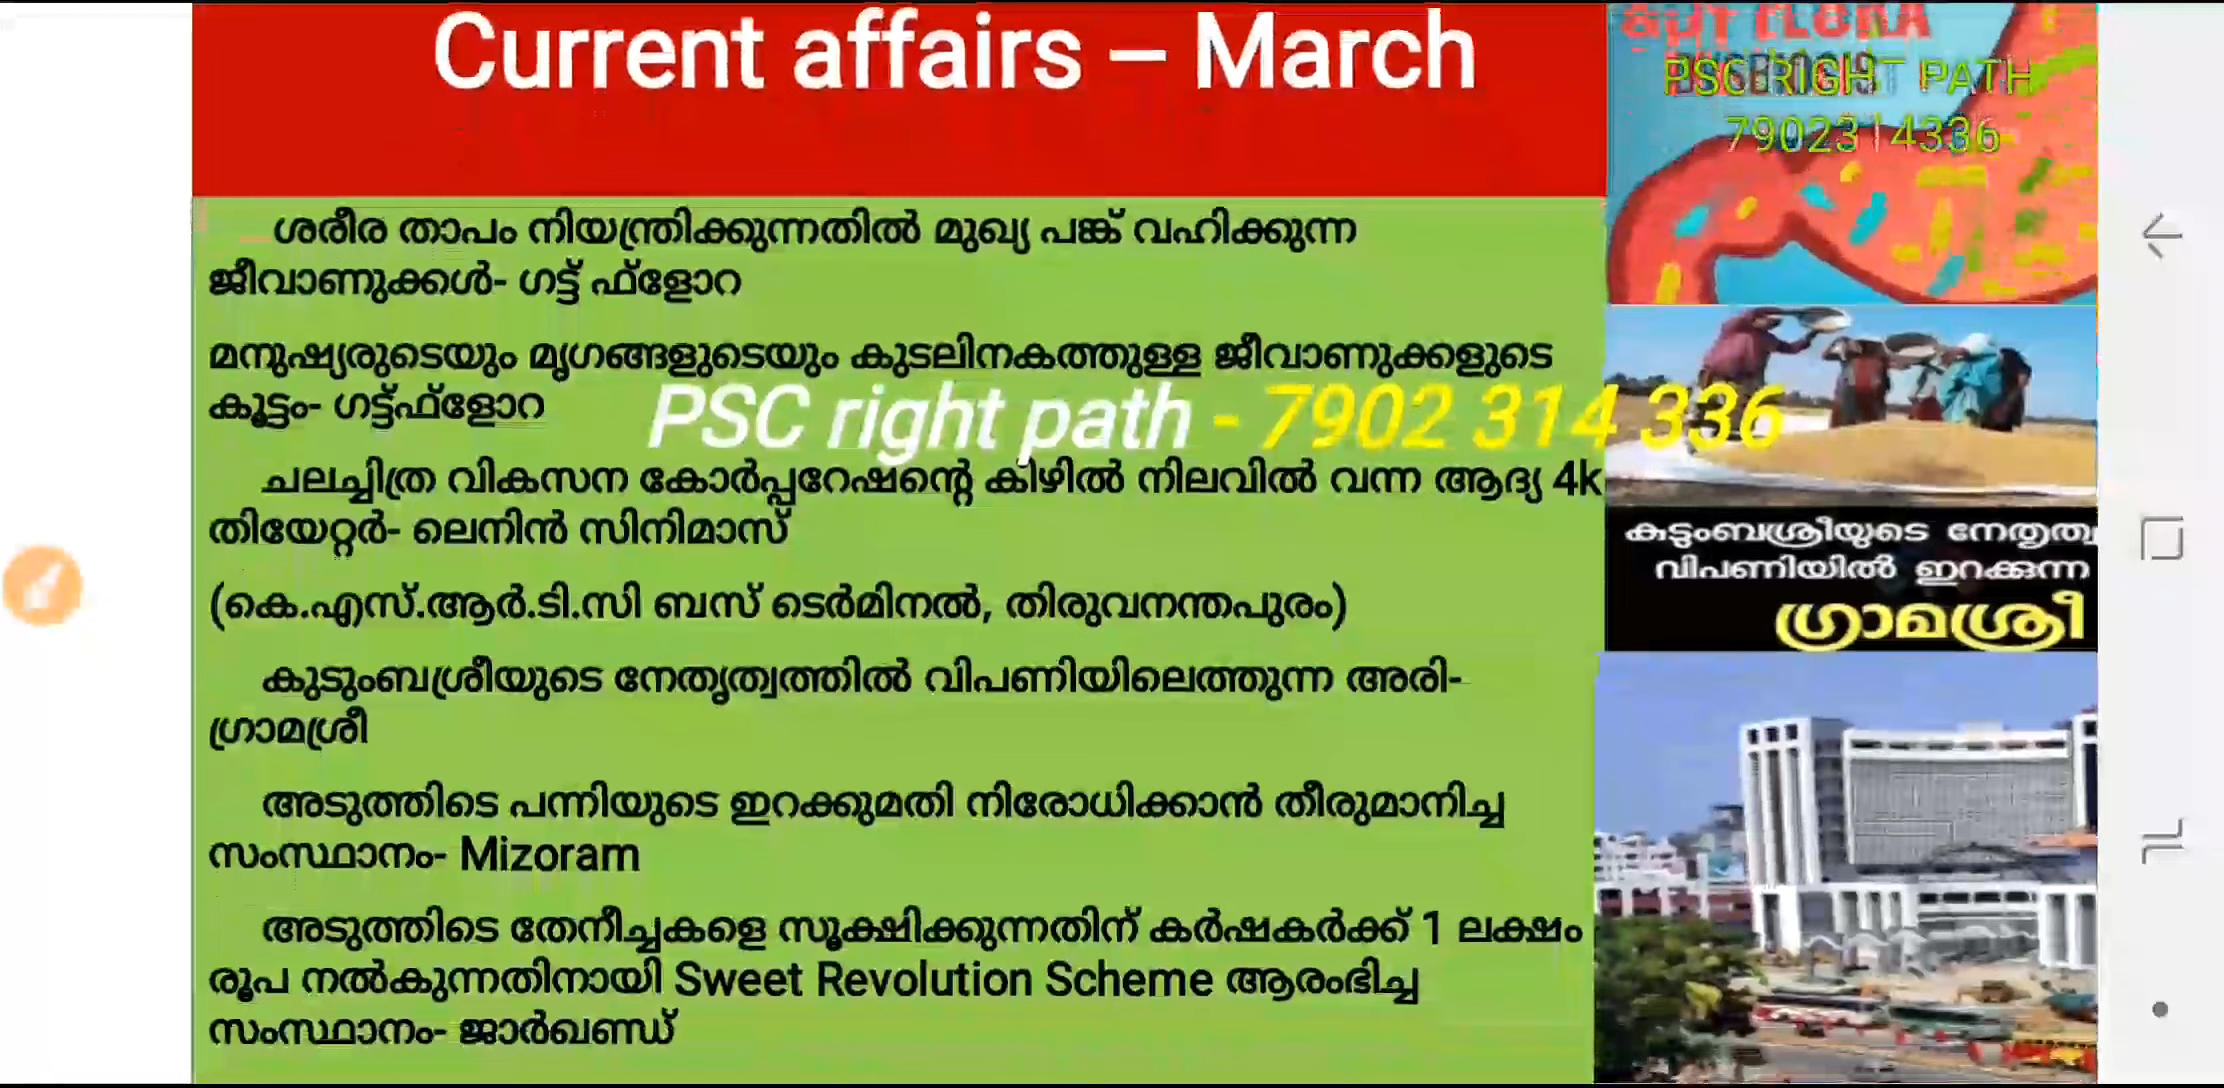 Current affairs – March
ശരീര താപം നിയന്ത്രിക്കുന്നതിൽ മുഖ്യ പങ്ക് വഹിക്കുന്ന
ജീവാണുക്കൾ- ഗട്ട് ഫ്ളോറ
മനുഷ്യരുടെയും മൃഗങ്ങളുടെയും കുടലിനകത്തുള്ള ജീവാണുക്കളുടെ
കൂട്ടം- ഗട്ട്ഫ്ളോറ
PSC right path - 7902 314 336
ചലച്ചിത്ര വികസന കോർപ്പറേഷന്റെ കിഴിൽ നിലവിൽ വന്ന ആദ്യ 4k
തിയേറ്റർ- ലെനിൻ സിനിമാസ്
(കെ.എസ്.ആർ.ടി.സി ബസ് ടെർമിനൽ, തിരുവനന്തപുരം)
കുടുംബശ്രീയുടെ നേതൃത്വത്തിൽ വിപണിയിലെത്തുന്ന അരി-
ഗ്രാമശ്രീ
അടുത്തിടെ പന്നിയുടെ ഇറക്കുമതി നിരോധിക്കാൻ തീരുമാനിച്ച
സംസ്ഥാനം- Mizoram
അടുത്തിടെ തേനീച്ചകളെ സൂക്ഷിക്കുന്നതിന് കർഷകർക്ക് 1 ലക്ഷം
രൂപ നൽകുന്നതിനായി Sweet Revolution Scheme ആരംഭിച്ച
സംസ്ഥാനം- ജാർഖണ്ഡ്
PSC RIGHT PATH
7902314336
കുടുംബശ്രീയുടെ
വിപണിയിൽ ഇറക്കുന്ന
ഗ്രാമശ്രീ